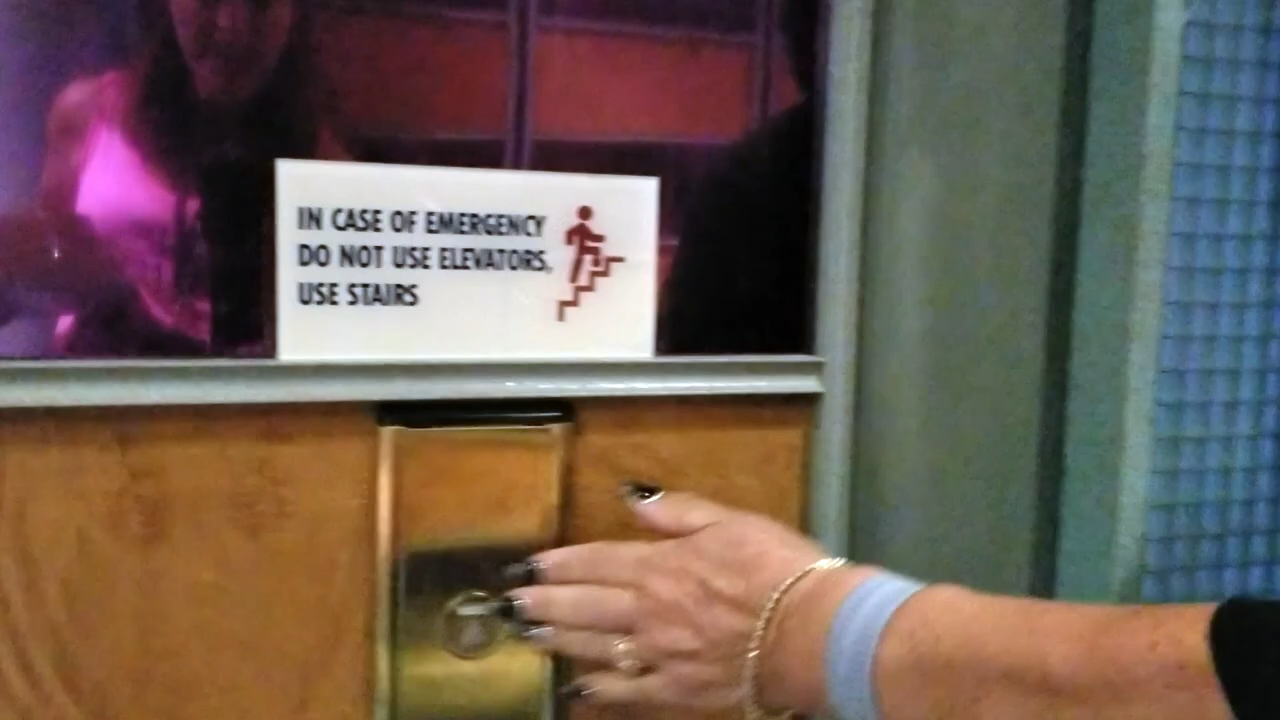 IN CASE OF EMERGENCY
DO NOT USE ELEVATORS,
USE STAIRS